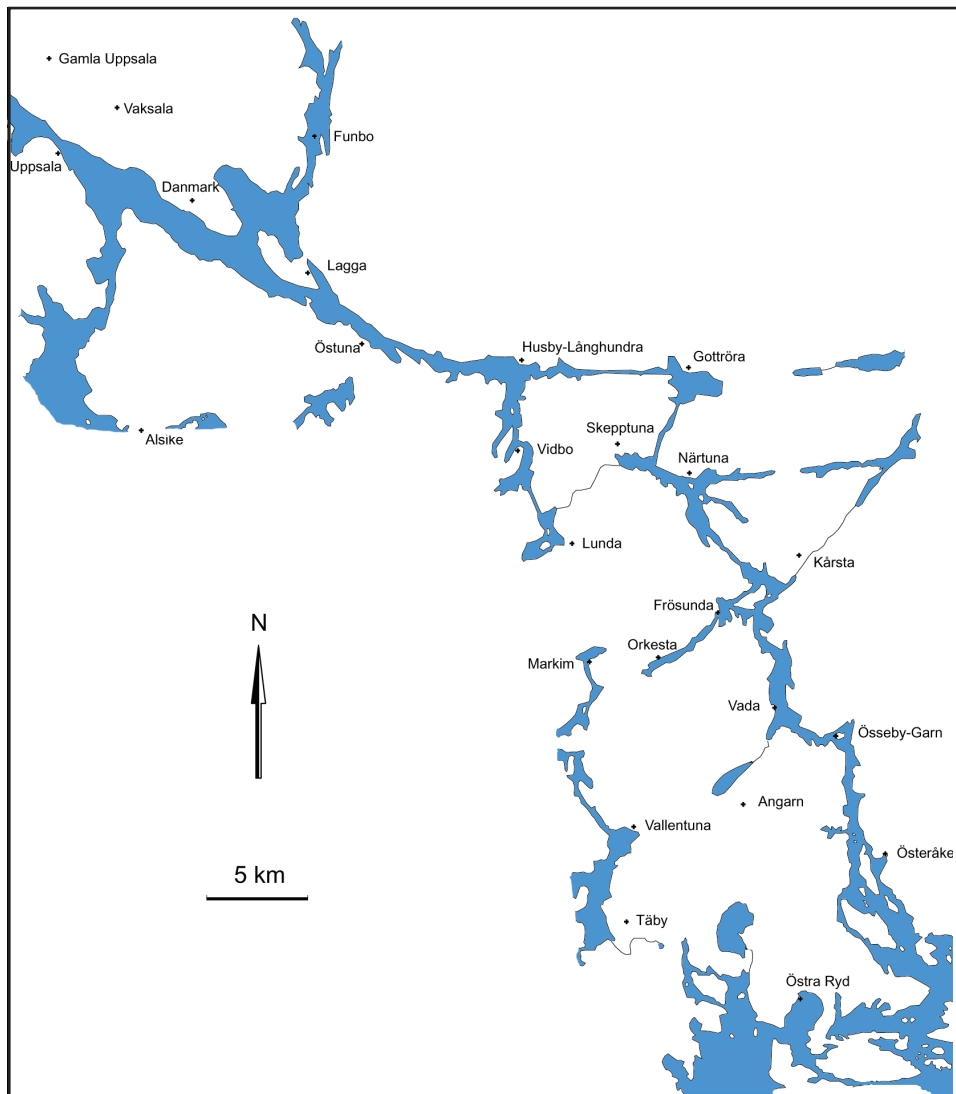 Gamla Uppsala
Vaksala
Funbo
Uppsala
Danmark
Lagga
Östuna
Husby-Långhundra
Gottröra
Alsike
Skepptuna
Vidbo
Närtuna
Lunda
Kårsta
Frösunda
N
Orkesta
Markim
Vada
Össeby-Garn
Angarn
Vallentuna
Österåke
5 km
Täby
Östra Ryd